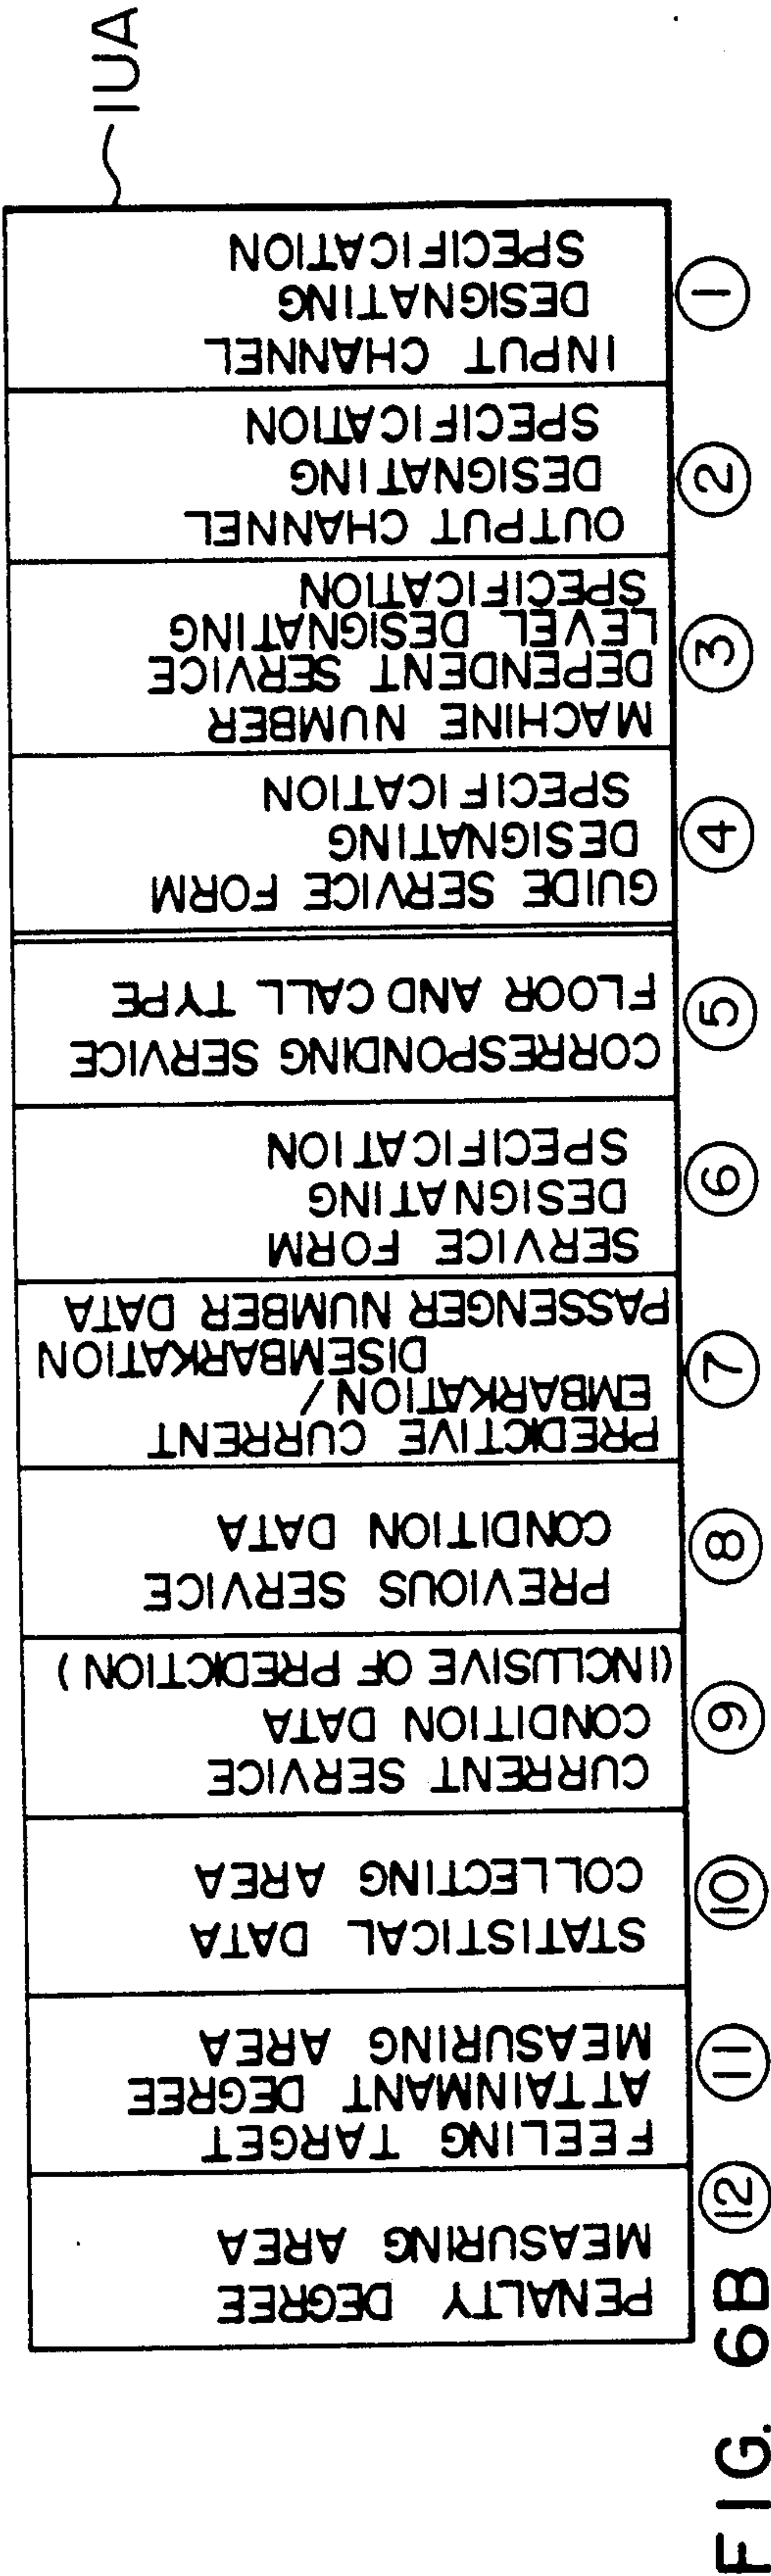 IUA
INPUT CHANNEL
DESIGNATING
SPECIFICATION
①
OUTPUT CHANNEL
DESIGNATING
SPECIFICATION
②
MACHINE NUMBER
DEPENDENT SERVICE
LEVEL DESIGNATING
SPECIFICATION
③
GUIDE SERVICE FORM
DESIGNATING
SPECIFICATION
④
CORRESPONDING SERVICE
FLOOR AND CALL TYPE
⑤
SERVICE FORM
DESIGNATING
SPECIFICATION
⑥
PREDICTIVE CURRENT
EMBARKATION /
DISEMBARKATION
PASSENGER NUMBER DATA
⑦
PREVIOUS SERVICE
CONDITION DATA
⑧
CURRENT SERVICE
CONDITION DATA
(INCLUSIVE OF PREDICTION)
⑨
STATISTICAL DATA
COLLECTING AREA
⑩
FEELING TARGET
ATTAINMANT DEGREE
MEASURING AREA
⑪
PENALTY DEGREE
MEASURING AREA
⑫
FIG. 6B